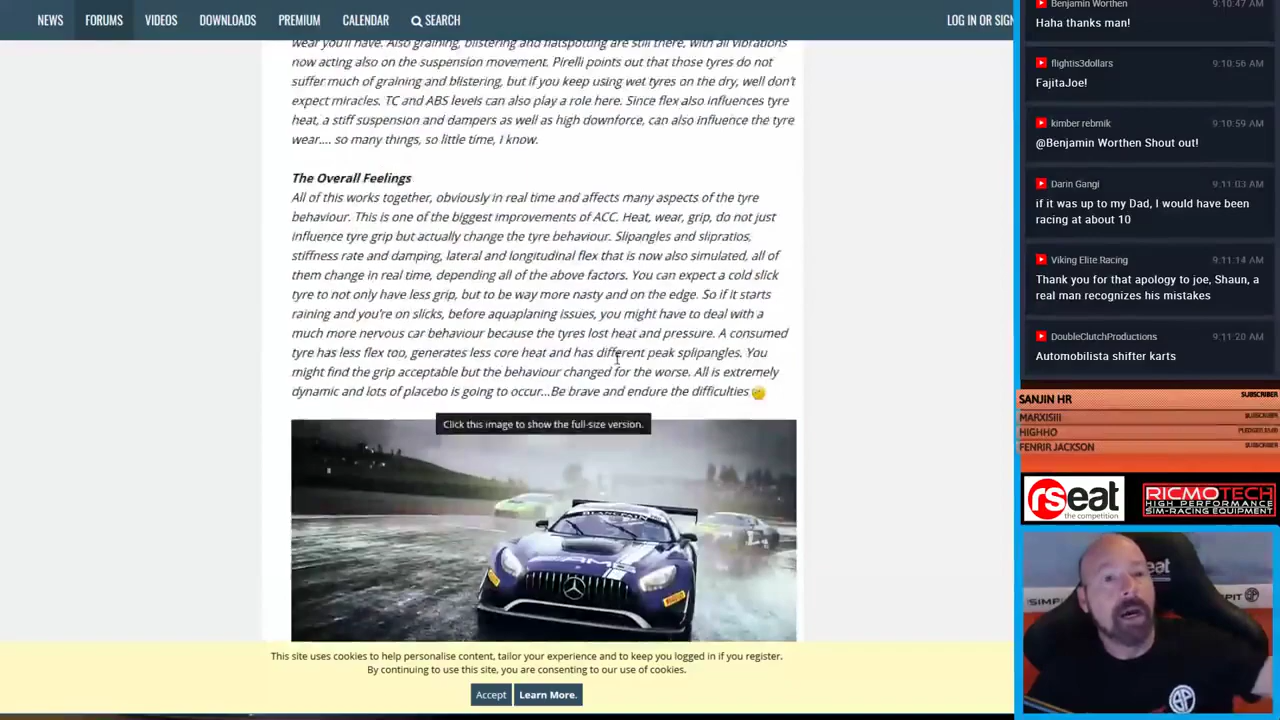 NEWS FORUMS VIDEOS DOWNLOADS PREMIUM CALENDAR SEARCH LOG IN OR SIGN
wear you'll have. Also graining, blistering and flatspotting are still there, with all vibrations
now acting also on the suspension movement. Pirelli points out that those tyres do not
suffer much of graining and blistering, but if you keep using wet tyres on the dry, well don't
expect miracles. TC and ABS levels can also play a role here. Since flex also influences tyre
heat, a stiff suspension and dampers as well as high downforce, can also influence the tyre
wear.... so many things, so little time, I know.
The Overall Feelings
All of this works together, obviously in real time and affects many aspects of the tyre
behaviour. This is one of the biggest improvements of ACC. Heat, wear, grip, do not just
influence tyre grip but actually change the tyre behaviour. Slipangles and slipratios,
stiffness rate and damping, lateral and longitudinal flex that is now also simulated, all of
them change in real time, depending all of the above factors. You can expect a cold slick
tyre to not only have less grip, but to be way more nasty and on the edge. So if it starts
raining and you're on slicks, before aquaplaning issues, you might have to deal with a
much more nervous car behaviour because the tyres lost heat and pressure. A consumed
tyre has less flex too, generates less core heat and has different peak splipangles. You
might find the grip acceptable but the behaviour changed for the worse. All is extremely
dynamic and lots of placebo is going to occur...Be brave and endure the difficulties
Click this image to show the full-size version.
This site uses cookies to help personalise content, tailor your experience and to keep you logged in if you register.
By continuing to use this site, you are consenting to our use of cookies.
Accept Learn More.
Benjamin Worthen 9:10:47 AM
Haha thanks man!
flightis3dollars 9:10:56 AM
FajitaJoe!
kimber rebmik 9:10:59 AM
@Benjamin Worthen Shout out!
Darin Gangi 9:11:03 AM
if it was up to my Dad, I would have been
racing at about 10
Viking Elite Racing 9:11:14 AM
Thank you for that apology to joe, Shaun, a
real man recognizes his mistakes
DoubleClutchProductions 9:11:20 AM
Automobilista shifter karts
SANJIN HR SUBSCRIBER
MARXISIII SUBSCRIBER
HIGHHO
FENRIR JACKSON SUBSCRIBER
rseat
the competition
RICMOTECH
HIGH PERFORMANCE
SIM-RACING EQUIPMENT